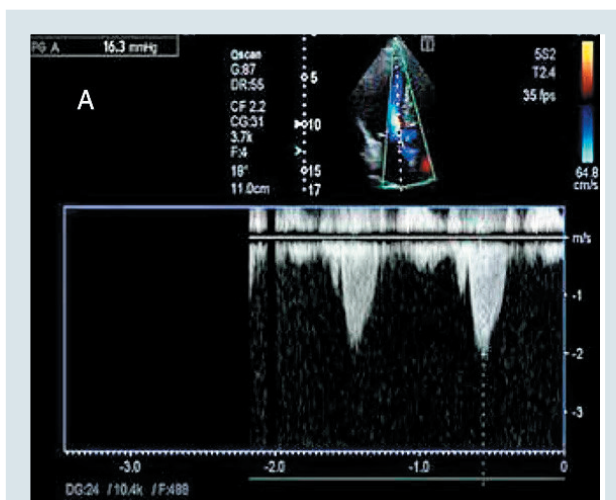 PG A 16.3 mmHg
A
Qscan
G:87
DR:55
CF 2.2
CG:31
3.7k
F:4
18°
11.0cm
5
10
15
17
5S2
T2.4
35 fps
64.8
cm/s
m/s
-1
-2
-3
-3.0 -2.0 -1.0 0
DG:24 / 10.4k / F:488